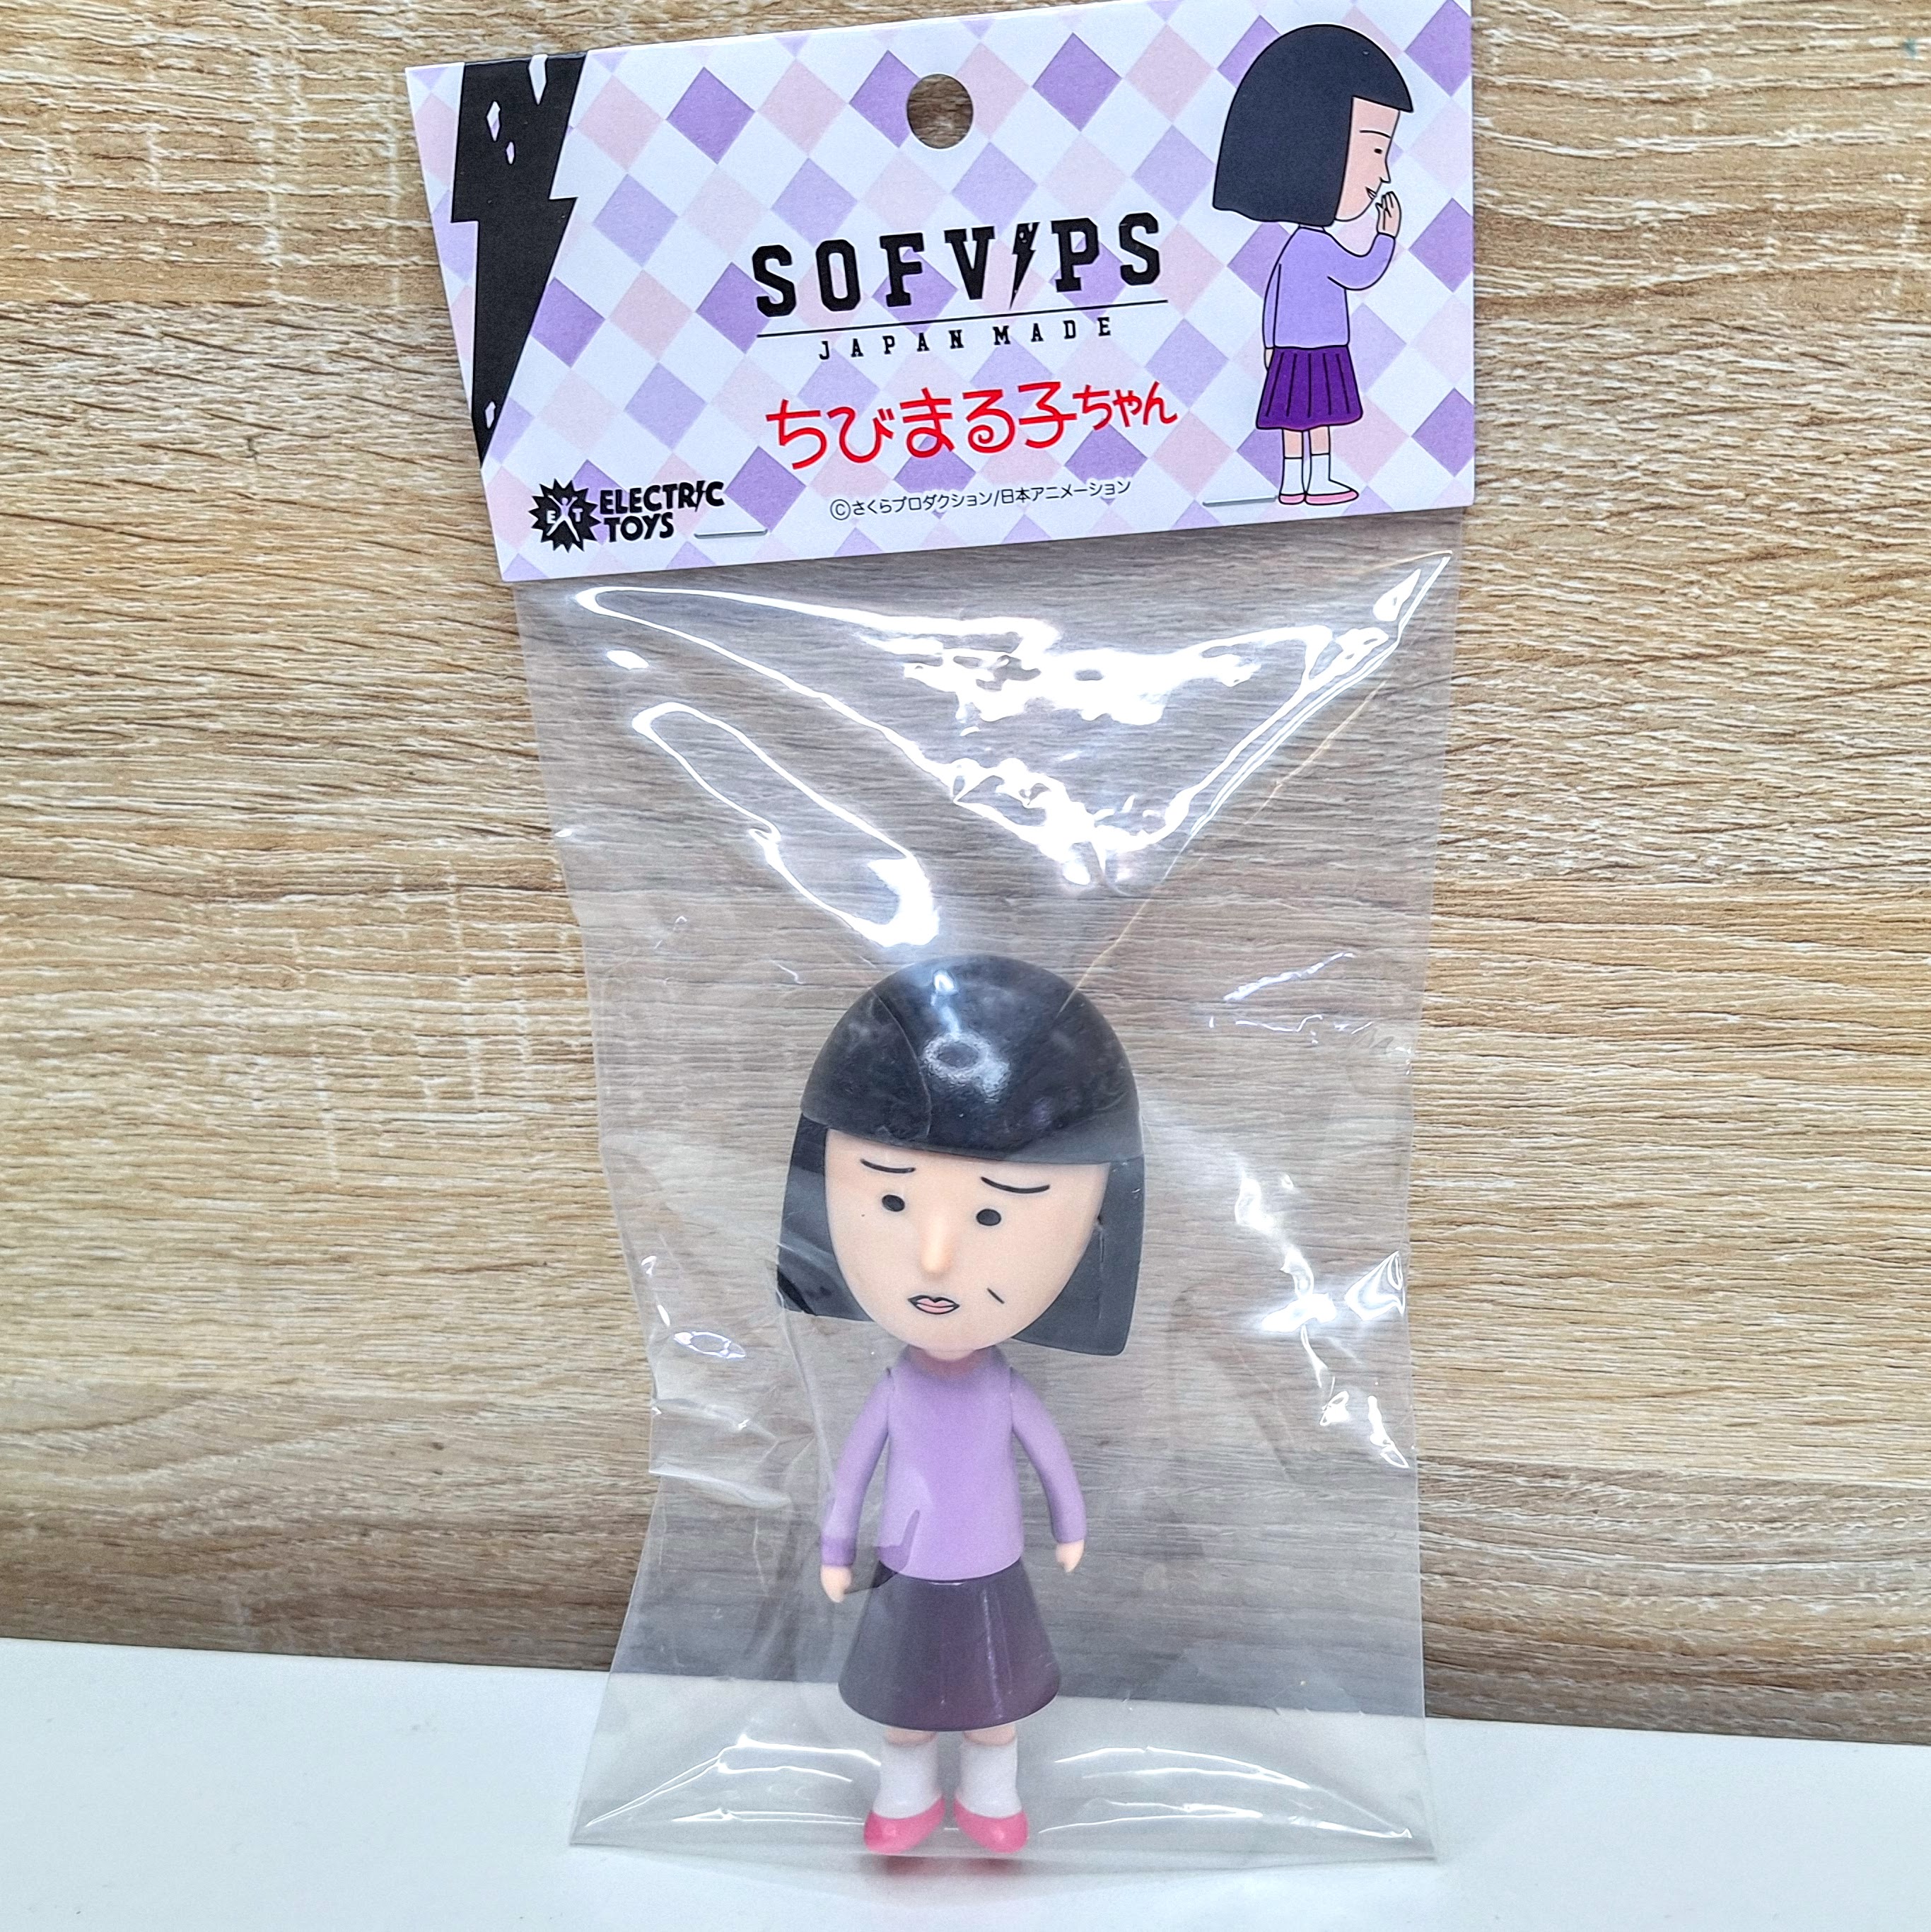 SOFVIPS
JAPAN MADE
ちびまる子ちゃん
EXT ELECTRIC
TOYS
©さくらプロダクション/日本アニメーション